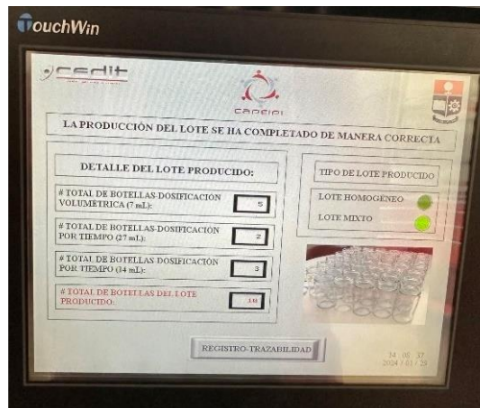 TouchWin
cedit
CAPEIPI
LA PRODUCCIÓN DEL LOTE SE HA COMPLETADO DE MANERA CORRECTA
DETALLE DEL LOTE PRODUCIDO:
# TOTAL DE BOTELLAS-DOSIFICACIÓN
VOLUMÉTRICA (7 mL):
5
# TOTAL DE BOTELLAS-DOSIFICACIÓN
POR TIEMPO (27 mL):
2
# TOTAL DE BOTELLAS-DOSIFICACIÓN
POR TIEMPO (14 mL):
3
# TOTAL DE BOTELLAS DEL LOTE
PRODUCIDO:
10
TIPO DE LOTE PRODUCIDO
LOTE HOMOGENEO
LOTE MIXTO
REGISTRO-TRAZABILIDAD